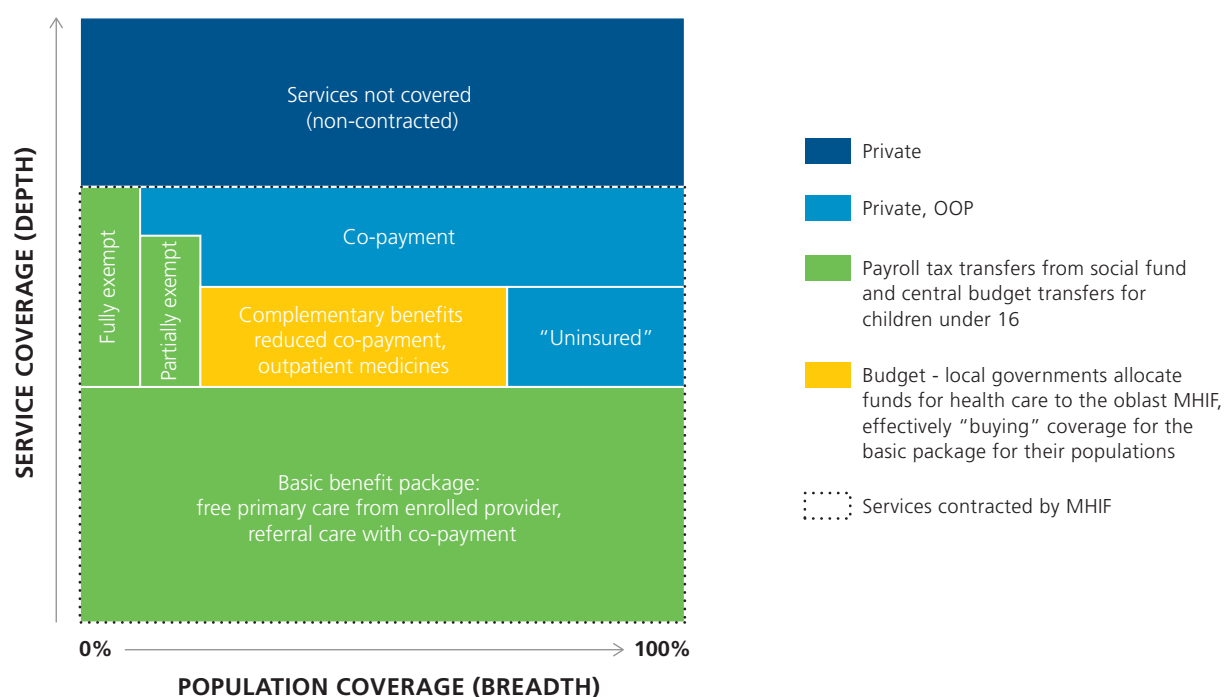 Services not covered
(non-contracted)
Fully exempt
Partially exempt
Co-payment
Complementary benefits
reduced co-payment,
outpatient medicines
“Uninsured”
Basic benefit package:
free primary care from enrolled provider,
referral care with co-payment
SERVICE COVERAGE (DEPTH)
0%
100%
POPULATION COVERAGE (BREADTH)
Private
Private, OOP
Payroll tax transfers from social fund
and central budget transfers for
children under 16
Budget - local governments allocate
funds for health care to the oblast MHIF,
effectively “buying” coverage for the
basic package for their populations
Services contracted by MHIF